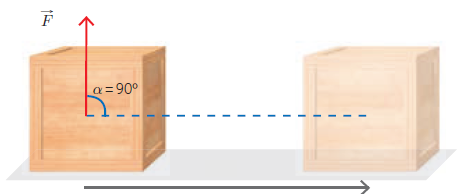 F⃗
α = 90º